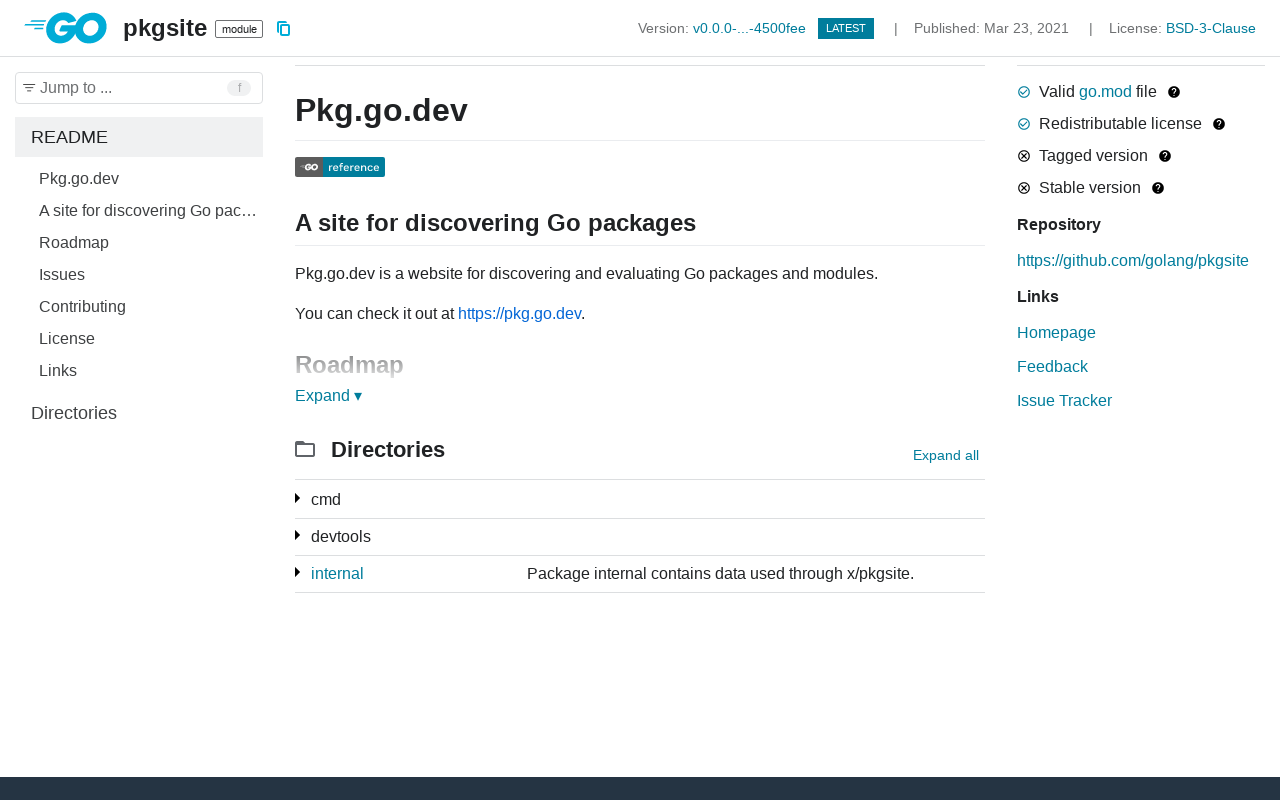 GO pkgsite module
Version: v0.0.0-...-4500fee LATEST | Published: Mar 23, 2021 | License: BSD-3-Clause
Jump to ... f
README
Pkg.go.dev
A site for discovering Go pac…
Roadmap
Issues
Contributing
License
Links
Directories
Pkg.go.dev
GO reference
A site for discovering Go packages
Pkg.go.dev is a website for discovering and evaluating Go packages and modules.
You can check it out at https://pkg.go.dev.
Roadmap
Expand ▾
Directories
Expand all
cmd
devtools
internal Package internal contains data used through x/pkgsite.
Valid go.mod file ?
Redistributable license ?
Tagged version ?
Stable version ?
Repository
https://github.com/golang/pkgsite
Links
Homepage
Feedback
Issue Tracker